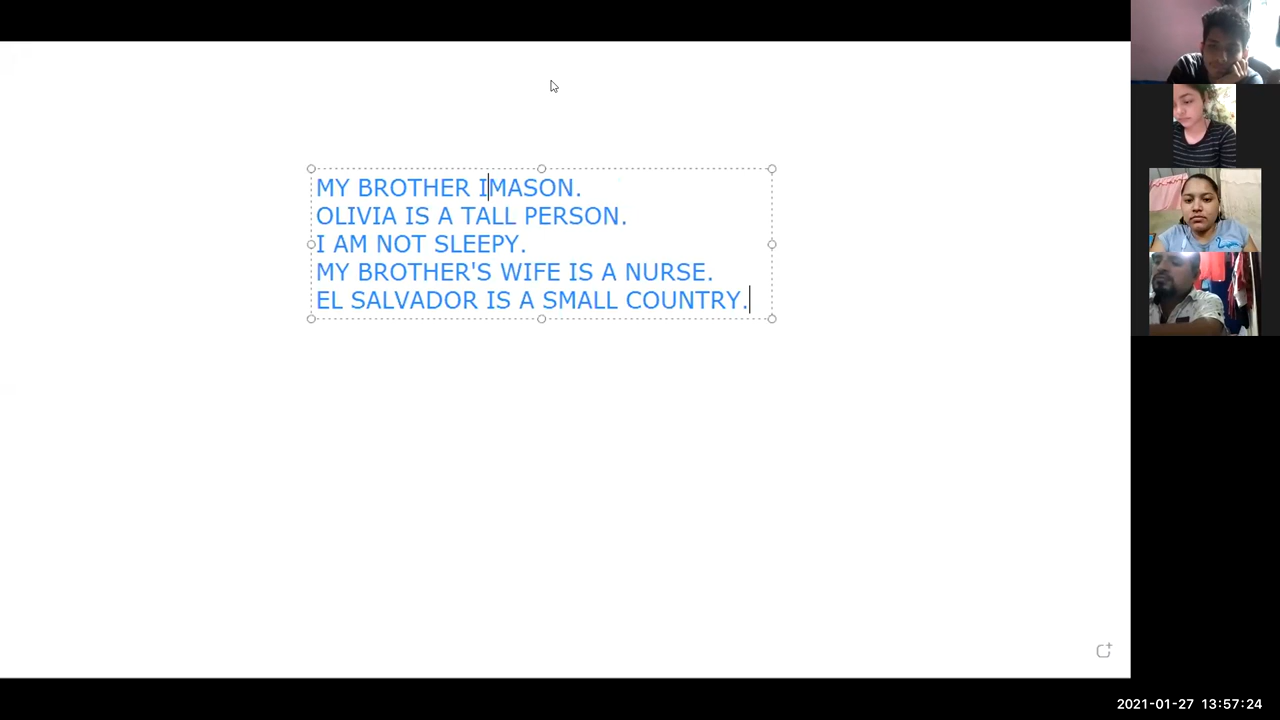 MY BROTHER IMASON.
OLIVIA IS A TALL PERSON.
I AM NOT SLEEPY.
MY BROTHER'S WIFE IS A NURSE.
EL SALVADOR IS A SMALL COUNTRY.
2021-01-27 13:57:24